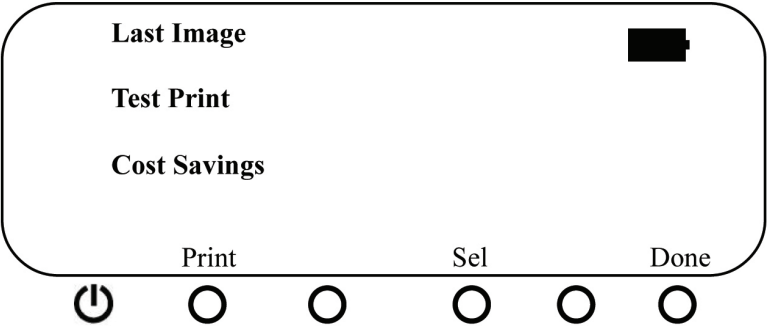 Last Image
Test Print
Cost Savings
Print Sel Done